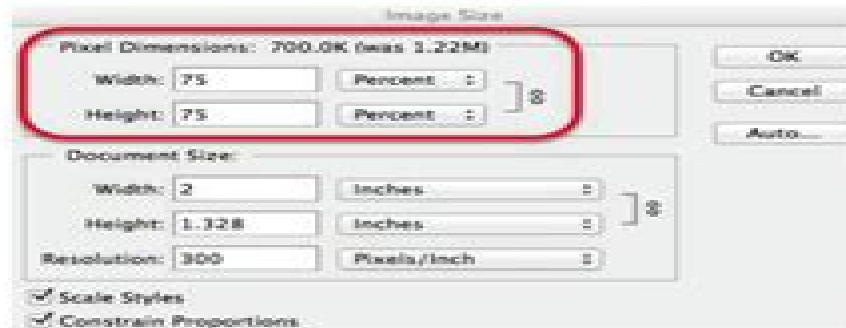 Image Size
Pixel Dimensions: 700.0K (was 1.22M)
Width: 75 Percent
Height: 75 Percent
OK
Cancel
Auto...
Document Size:
Width: 2 Inches
Height: 1.328 Inches
Resolution: 300 Pixels/Inch
Scale Styles
Constrain Proportions